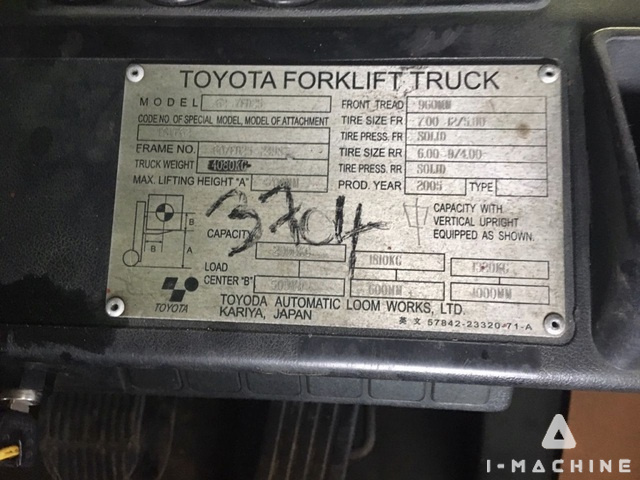 TOYOTA FORKLIFT TRUCK
MODEL
FRONT TREAD 960MM
CODE NO. OF SPECIAL MODEL, MODEL OF ATTACHMENT
TIRE SIZE FR 7.00-12/5.00
TIRE PRESS. FR SOLID
FRAME NO.
TIRE SIZE RR 6.00-9/4.00
TRUCK WEIGHT 4080KG
TIRE PRESS. RR SOLID
MAX. LIFTING HEIGHT "A"
PROD. YEAR 2005 TYPE
3704
CAPACITY WITH
VERTICAL UPRIGHT
EQUIPPED AS SHOWN.
B B A
CAPACITY 1810KG 1320KG
LOAD
CENTER "B" 500MM 600MM 1000MM
TOYOTA
TOYODA AUTOMATIC LOOM WORKS, LTD.
KARIYA, JAPAN
英文 57842-23320-71-A
I-MACHINE